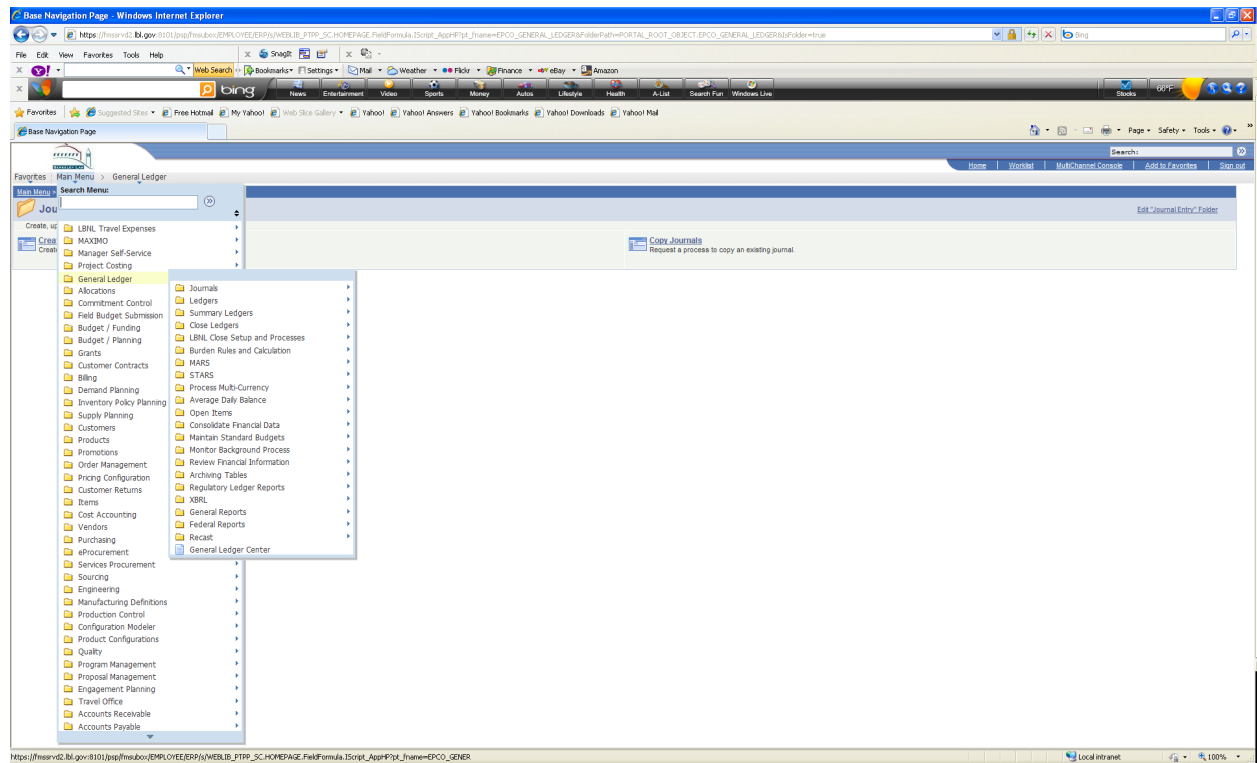 Base Navigation Page - Windows Internet Explorer
https://fmssrvd2.lbl.gov:8101/psp/fmsubox/EMPLOYEE/ERP/s/WEBLIB_PTPP_SC.HOMEPAGE.FieldFormula.IScript_AppHP?pt_fname=EPCO_GENERAL_LEDGER&FolderPath=PORTAL_ROOT_OBJECT.EPCO_GENERAL_LEDGER&IsFolder=true
Bing
File Edit View Favorites Tools Help
x SnagIt
x
x Y! Web Search Bookmarks Settings Mail Weather Flickr Finance eBay Amazon
x bing News Entertainment Video Sports Money Autos Lifestyle Health A-List Search Fun Windows Live Stocks 66°F
Favorites Suggested Sites Free Hotmail My Yahoo! Web Slice Gallery Yahoo! Yahoo! Answers Yahoo! Bookmarks Yahoo! Downloads Yahoo! Mail
Base Navigation Page
Page Safety Tools
Search:
Home | Worklist | MultiChannel Console | Add to Favorites | Sign out
Favorites Main Menu > General Ledger
Main Menu >
Search Menu:
Jou
Edit "Journal Entry" Folder
Create, up
Crea
Create
Copy Journals
Request a process to copy an existing journal.
LBNL Travel Expenses
MAXIMO
Manager Self-Service
Project Costing
General Ledger
Allocations
Commitment Control
Field Budget Submission
Budget / Funding
Budget / Planning
Grants
Customer Contracts
Billing
Demand Planning
Inventory Policy Planning
Supply Planning
Customers
Products
Promotions
Order Management
Pricing Configuration
Customer Returns
Items
Cost Accounting
Vendors
Purchasing
eProcurement
Services Procurement
Sourcing
Engineering
Manufacturing Definitions
Production Control
Configuration Modeler
Product Configurations
Quality
Program Management
Proposal Management
Engagement Planning
Travel Office
Accounts Receivable
Accounts Payable
Journals
Ledgers
Summary Ledgers
Close Ledgers
LBNL Close Setup and Processes
Burden Rules and Calculation
MARS
STARS
Process Multi-Currency
Average Daily Balance
Open Items
Consolidate Financial Data
Maintain Standard Budgets
Monitor Background Process
Review Financial Information
Archiving Tables
Regulatory Ledger Reports
XBRL
General Reports
Federal Reports
Recast
General Ledger Center
https://fmssrvd2.lbl.gov:8101/psp/fmsubox/EMPLOYEE/ERP/s/WEBLIB_PTPP_SC.HOMEPAGE.FieldFormula.IScript_AppHP?pt_fname=EPCO_GENER
Local intranet
100%